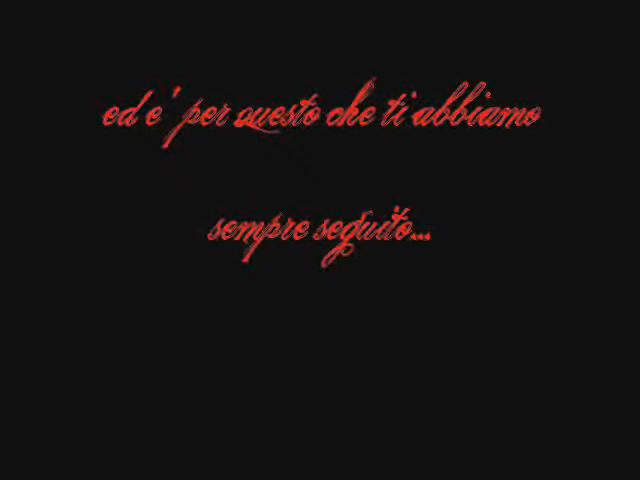 ed e' per questo che ti abbiamo
sempre seguito...